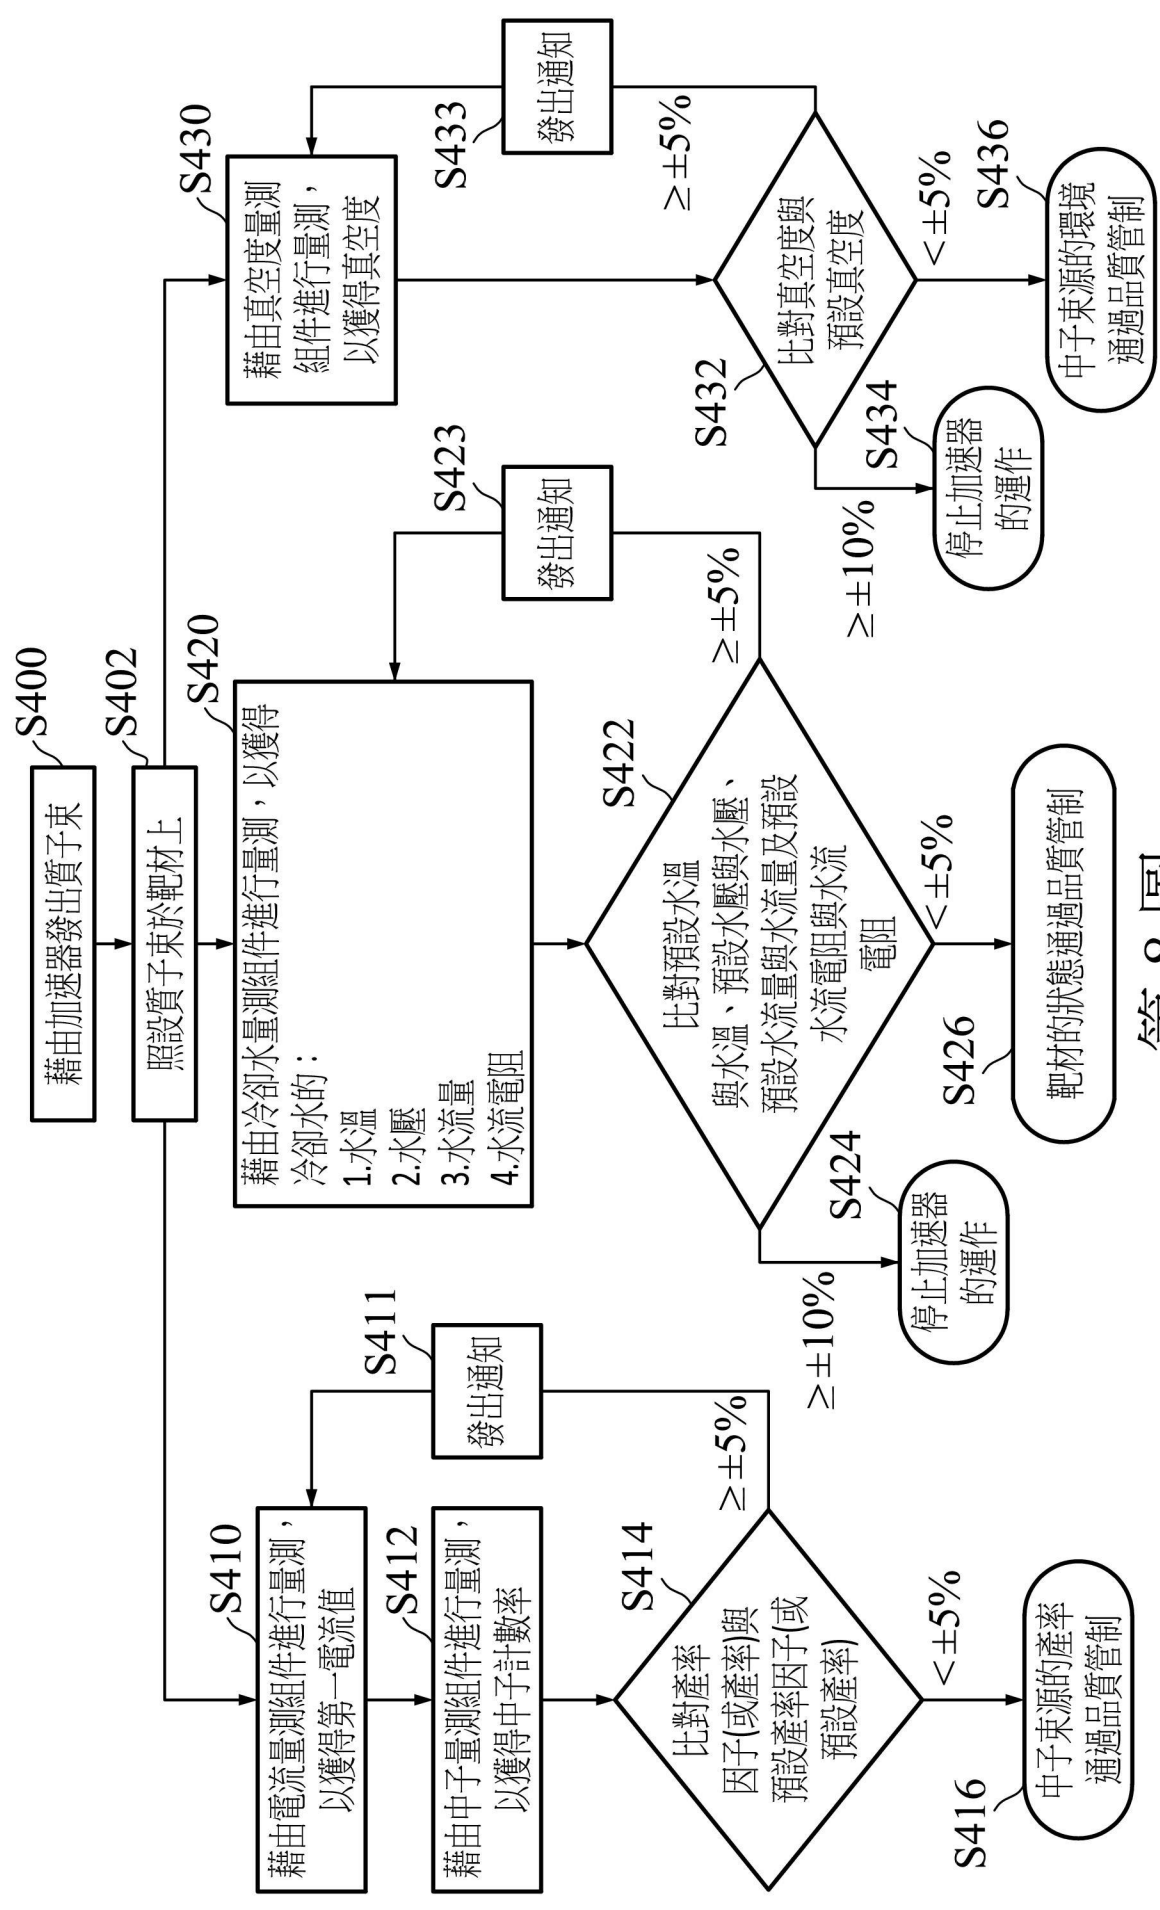 S400
藉由加速器發出質子束
S402
照設質子束於靶材上
S410
藉由電流量測組件進行量測，
以獲得第一電流值
S411
發出通知
S412
藉由中子量測組件進行量測，
以獲得中子計數率
S414
比對產率
因子(或產率)與
預設產率因子(或
預設產率)
≥±5%
<±5%
S416
中子束源的產率
通過品質管制
S420
藉由冷卻水量測組件進行量測，以獲得
冷卻水的：
1.水溫
2.水壓
3.水流量
4.水流電阻
S423
發出通知
S422
比對預設水溫
與水溫、預設水壓與水壓、
預設水流量與水流量及預設
水流電阻與水流
電阻
≥±5%
≥±10%
<±5%
S424
停止加速器
的運作
S426
靶材的狀態通過品質管制
S430
藉由真空度量測
組件進行量測，
以獲得真空度
S433
發出通知
S432
比對真空度與
預設真空度
≥±5%
≥±10%
<±5%
S434
停止加速器
的運作
S436
中子束源的環境
通過品質管制
第 8 圖